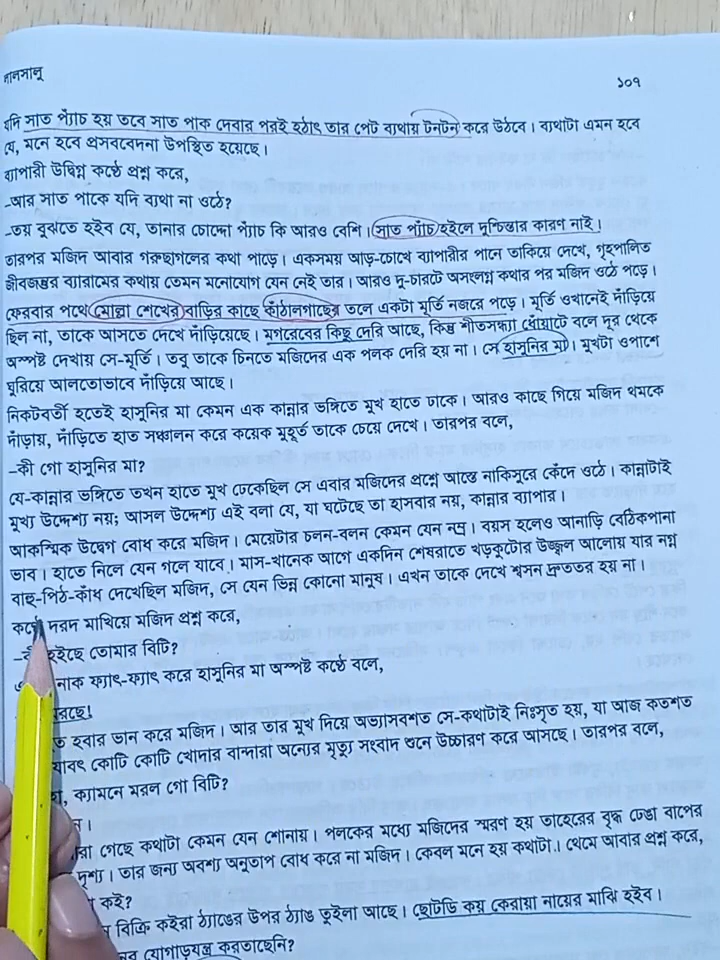 লালসালু
১০৭
যদি সাত প্যাঁচ হয় তবে সাত পাক দেবার পরই হঠাৎ তার পেট ব্যথায় টনটন করে উঠবে। ব্যথাটা এমন হবে
যে, মনে হবে প্রসববেদনা উপস্থিত হয়েছে।
ব্যাপারী উদ্বিগ্ন কণ্ঠে প্রশ্ন করে,
–আর সাত পাকে যদি ব্যথা না ওঠে?
–তয় বুঝতে হইব যে, তানার চোদ্দো প্যাঁচ কি আরও বেশি। সাত প্যাঁচ হইলে দুশ্চিন্তার কারণ নাই।
তারপর মজিদ আবার গরুছাগলের কথা পাড়ে। একসময় আড়-চোখে ব্যাপারীর পানে তাকিয়ে দেখে, গৃহপালিত
জীবজন্তুর ব্যারামের কথায় তেমন মনোযোগ যেন নেই তার। আরও দু-চারটে অসংলগ্ন কথার পর মজিদ ওঠে পড়ে।
ফেরবার পথে মোল্লা শেখের বাড়ির কাছে কাঁঠালগাছের তলে একটা মূর্তি নজরে পড়ে। মূর্তি ওখানেই দাঁড়িয়ে
ছিল না, তাকে আসতে দেখে দাঁড়িয়েছে। মগরেবের কিছু দেরি আছে, কিন্তু শীতসন্ধ্যা ধোঁয়াটে বলে দূর থেকে
অস্পষ্ট দেখায় সে-মূর্তি। তবু তাকে চিনতে মজিদের এক পলক দেরি হয় না। সে হাসুনির মা। মুখটা ওপাশে
ঘুরিয়ে আলতোভাবে দাঁড়িয়ে আছে।
নিকটবর্তী হতেই হাসুনির মা কেমন এক কান্নার ভঙ্গিতে মুখ হাতে ঢাকে। আরও কাছে গিয়ে মজিদ থমকে
দাঁড়ায়, দাঁড়িতে হাত সঞ্চালন করে কয়েক মুহূর্ত তাকে চেয়ে দেখে। তারপর বলে,
–কী গো হাসুনির মা?
যে-কান্নার ভঙ্গিতে তখন হাতে মুখ ঢেকেছিল সে এবার মজিদের প্রশ্নে আস্তে নাকিসুরে কেঁদে ওঠে। কান্নাটাই
মুখ্য উদ্দেশ্য নয়; আসল উদ্দেশ্য এই বলা যে, যা ঘটেছে তা হাসবার নয়, কান্নার ব্যাপার।
আকস্মিক উদ্বেগ বোধ করে মজিদ। মেয়েটার চলন-বলন কেমন যেন নম্র। বয়স হলেও আনাড়ি বেঠিকপানা
ভাব। হাতে নিলে যেন গলে যাবে। মাস-খানেক আগে একদিন শেষরাতে খড়কুটোর উজ্জ্বল আলোয় যার নগ্ন
বাহু-পিঠ-কাঁধ দেখেছিল মজিদ, সে যেন ভিন্ন কোনো মানুষ। এখন তাকে দেখে শ্বসন দ্রুততর হয় না।
কণ্ঠে দরদ মাখিয়ে মজিদ প্রশ্ন করে,
হইছে তোমার বিটি?
নাক ফ্যাৎ-ফ্যাৎ করে হাসুনির মা অস্পষ্ট কণ্ঠে বলে,
মরছে!
হবার ভান করে মজিদ। আর তার মুখ দিয়ে অভ্যাসবশত সে-কথাটাই নিঃসৃত হয়, যা আজ কতশত
যাবৎ কোটি কোটি খোদার বান্দারা অন্যের মৃত্যু সংবাদ শুনে উচ্চারণ করে আসছে। তারপর বলে,
ক্যামনে মরল গো বিটি?
গেছে কথাটা কেমন যেন শোনায়। পলকের মধ্যে মজিদের স্মরণ হয় তাহেরের বৃদ্ধ ঢেঙা বাপের
দৃশ্য। তার জন্য অবশ্য অনুতাপ বোধ করে না মজিদ। কেবল মনে হয় কথাটা। থেমে আবার প্রশ্ন করে,
কই?
বিক্রি কইরা ঠ্যাঙের উপর ঠ্যাঙ তুইলা আছে। ছোটডি কয় কেরায়া নায়ের মাঝি হইব।
যোগাড়যন্ত্র করতাছেনি?